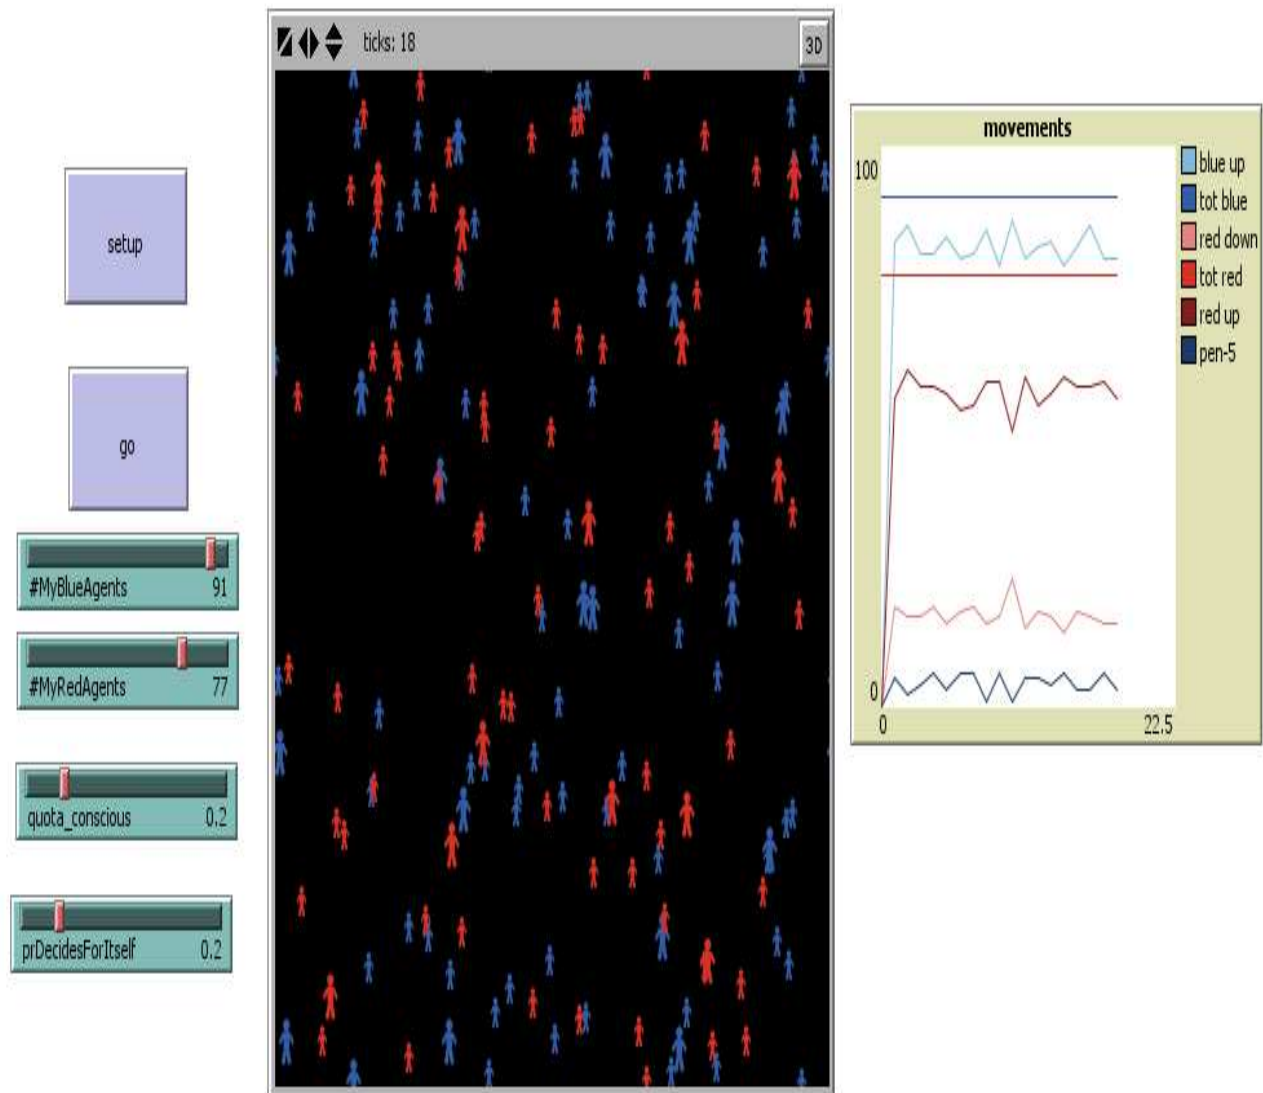 ticks: 18
3D
setup
go
#MyBlueAgents 91
#MyRedAgents 77
quota_conscious 0.2
prDecidesForItself 0.2
movements
100
0
0
22.5
blue up
tot blue
red down
tot red
red up
pen-5